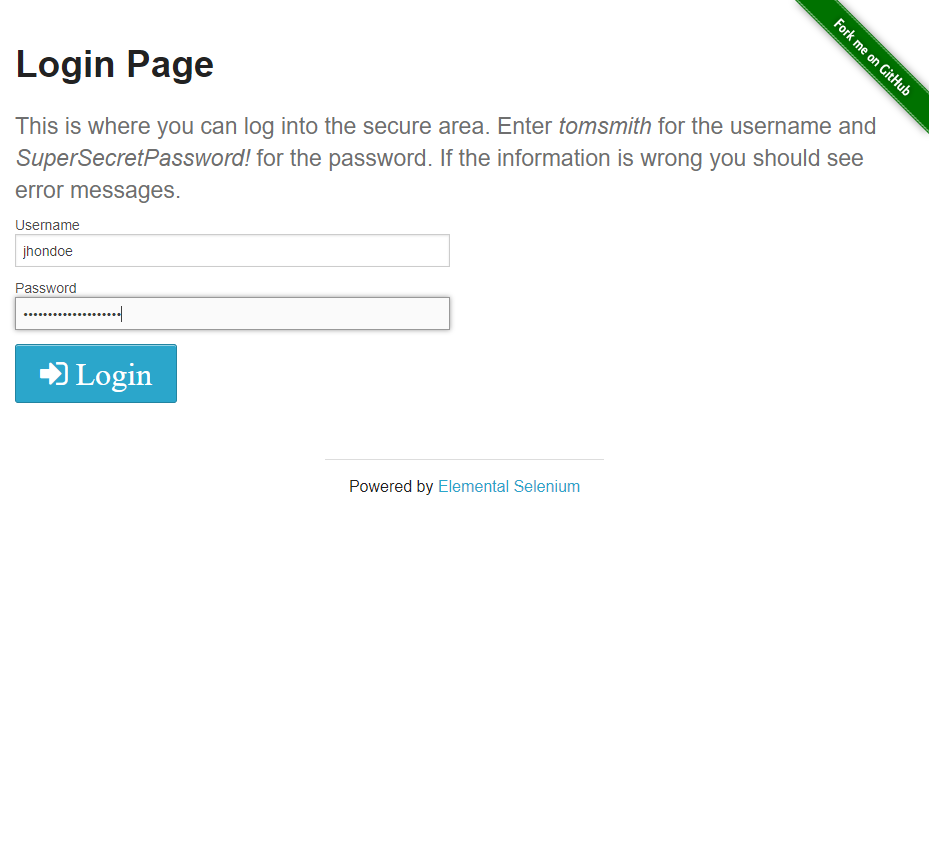 Fork me on GitHub
Login Page
This is where you can log into the secure area. Enter tomsmith for the username and
SuperSecretPassword! for the password. If the information is wrong you should see
error messages.
Username
jhondoe
Password
••••••••••••••••••••
Login
Powered by Elemental Selenium